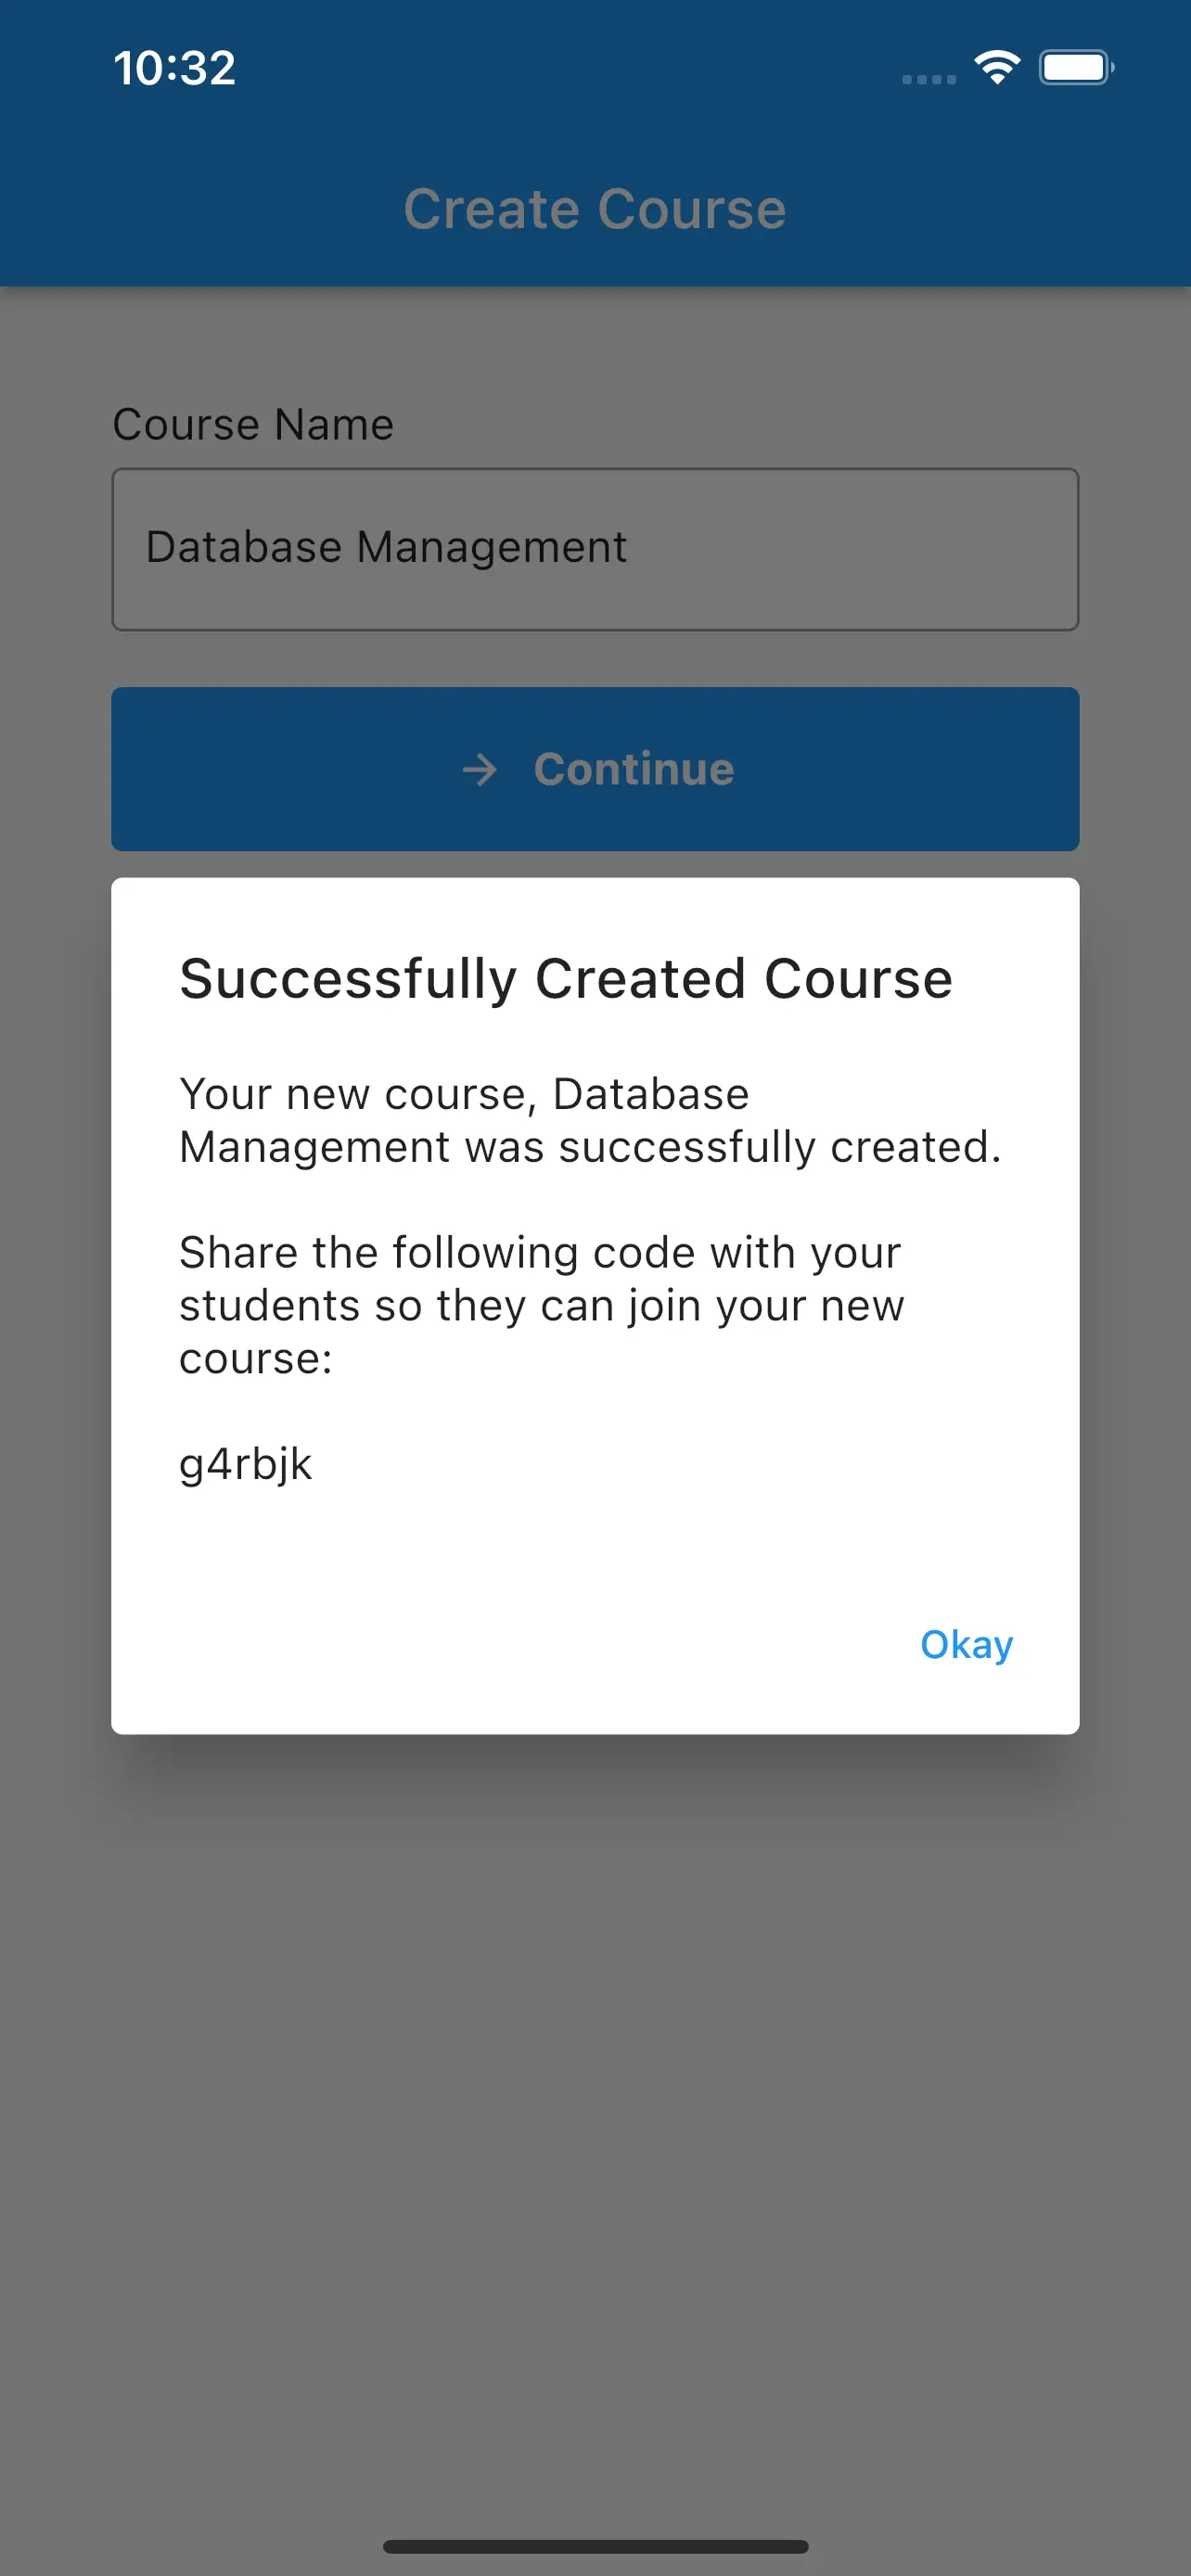 10:32
Create Course
Course Name
Database Management
Continue
Successfully Created Course
Your new course, Database
Management was successfully created.
Share the following code with your
students so they can join your new
course:
g4rbjk
Okay